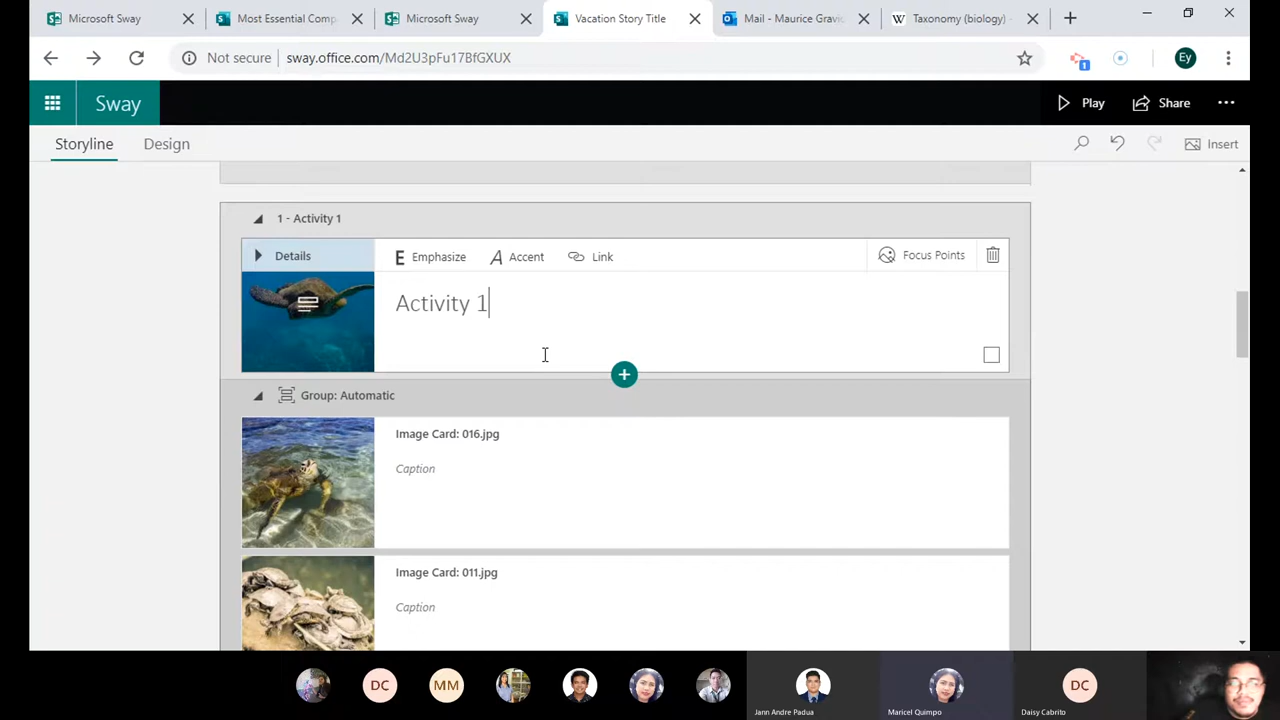 Microsoft Sway
Most Essential Comp
Microsoft Sway
Vacation Story Title
Mail - Maurice Gravic
Taxonomy (biology) -
Not secure
sway.office.com/Md2U3pFu17BfGXUX
1
Ey
Sway
Play
Share
Storyline
Design
Insert
1 - Activity 1
Details
E Emphasize
A Accent
Link
Focus Points
Activity 1
Group: Automatic
Image Card: 016.jpg
Caption
Image Card: 011.jpg
Caption
DC
MM
DC
Jann Andre Padua
Maricel Quimpo
Daisy Cabrito